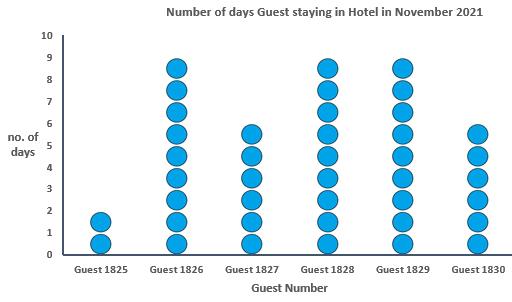 Number of days Guest staying in Hotel in November 2021
10
9
8
7
6
5
4
3
2
1
0
no. of
days
Guest 1825 Guest 1826 Guest 1827 Guest 1828 Guest 1829 Guest 1830
Guest Number